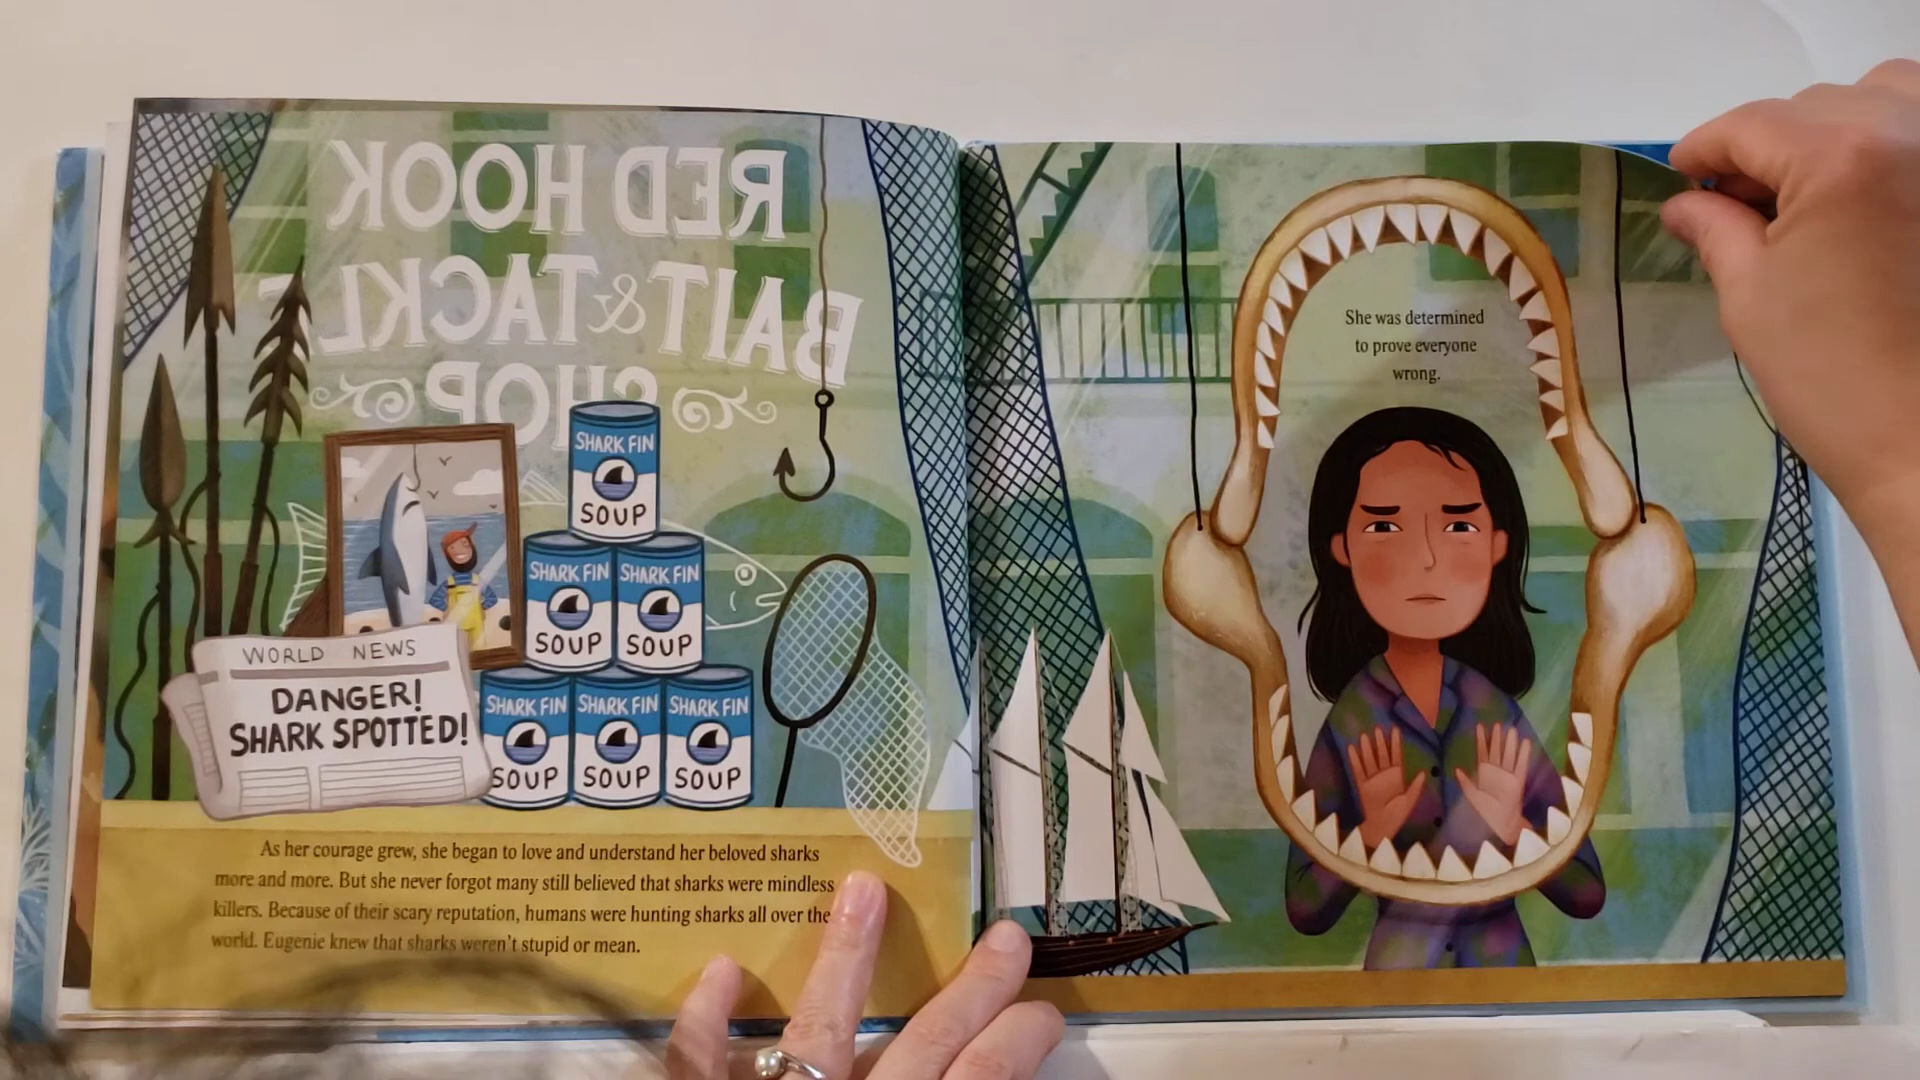 RED HOOK
BAIT & TACKLE
SHOP
SHARK FIN
SOUP
SHARK FIN
SOUP
SHARK FIN
SOUP
SHARK FIN
SOUP
SHARK FIN
SOUP
SHARK FIN
SOUP
WORLD NEWS
DANGER!
SHARK SPOTTED!
As her courage grew, she began to love and understand her beloved sharks
more and more. But she never forgot many still believed that sharks were mindless
killers. Because of their scary reputation, humans were hunting sharks all over the
world. Eugenie knew that sharks weren't stupid or mean.
She was determined
to prove everyone
wrong.